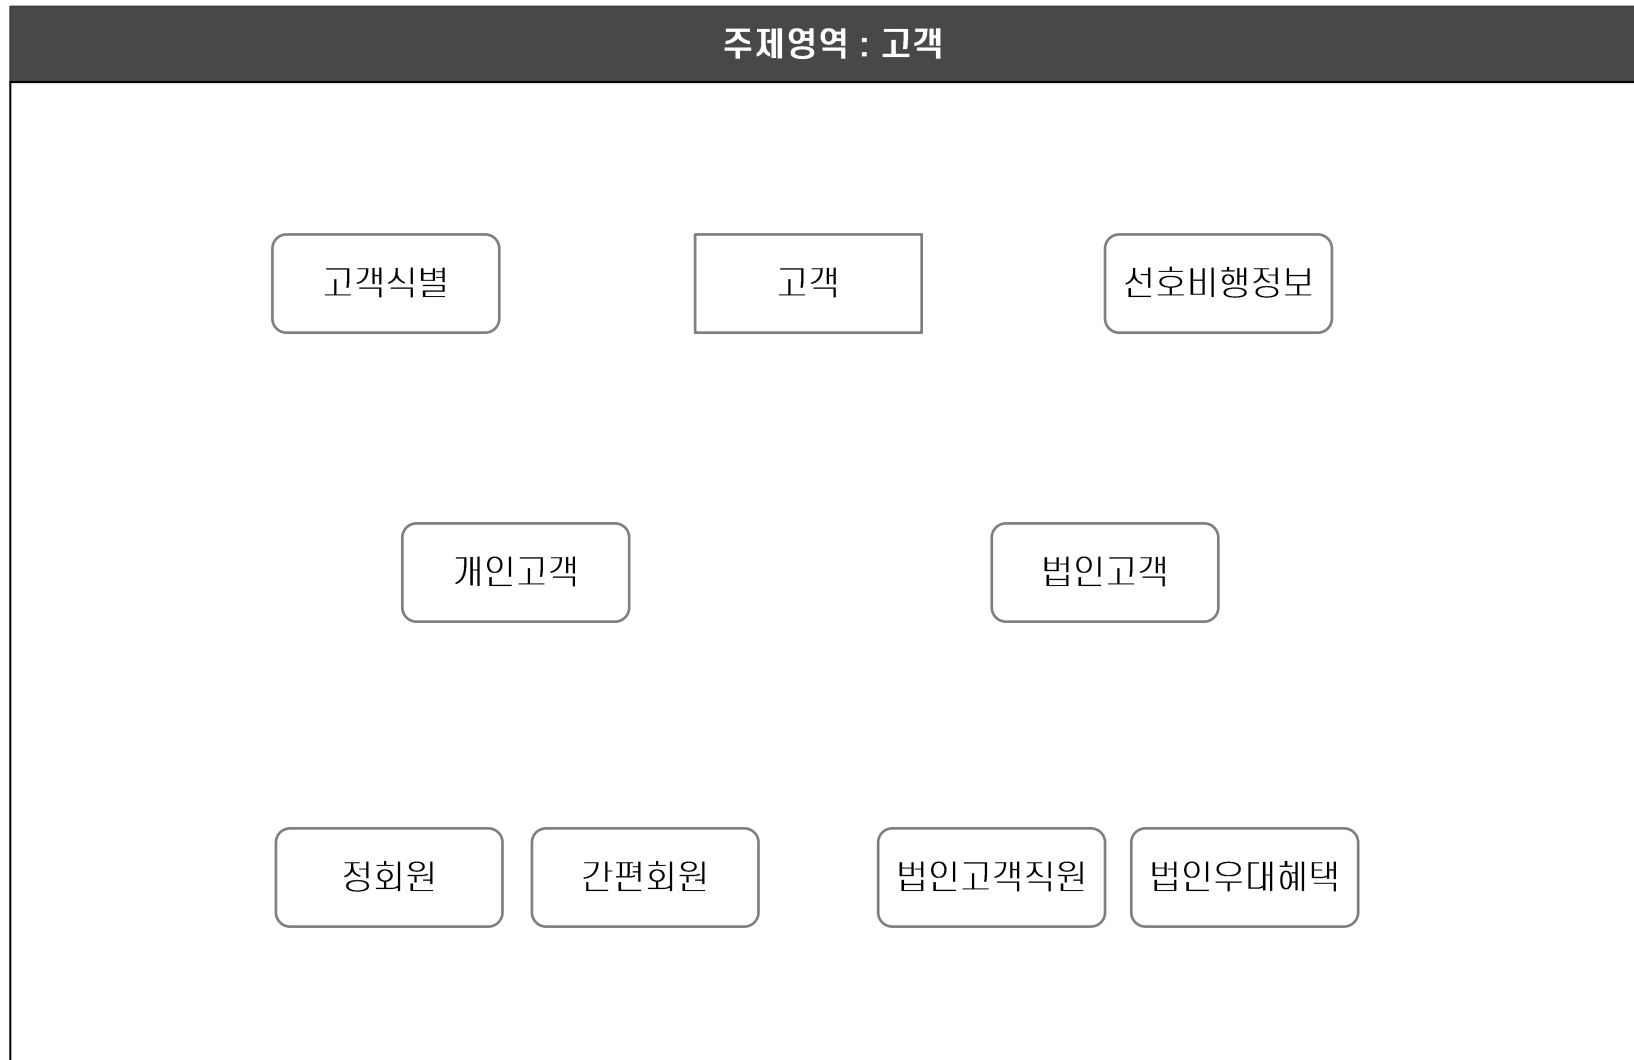 주제영역 : 고객
고객식별
고객
선호비행정보
개인고객
법인고객
정회원
간편회원
법인고객직원
법인우대혜택